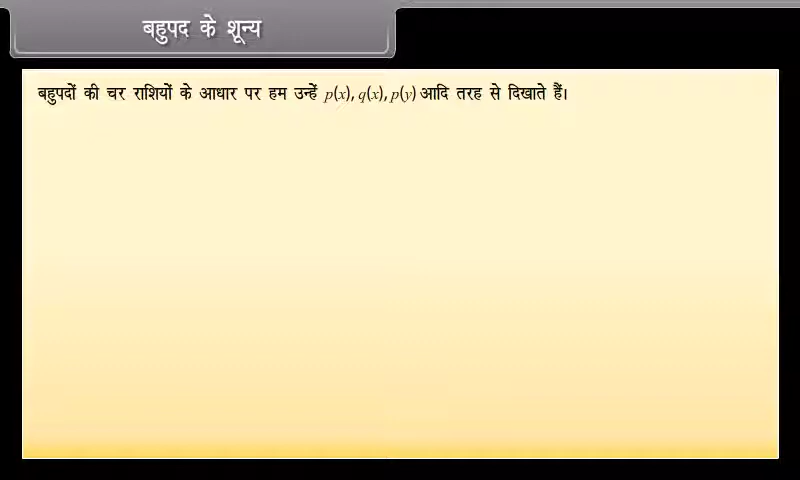 बहुपद के शून्य
बहुपदों की चर राशियों के आधार पर हम उन्हें p(x), q(x), p(y) आदि तरह से दिखाते हैं।